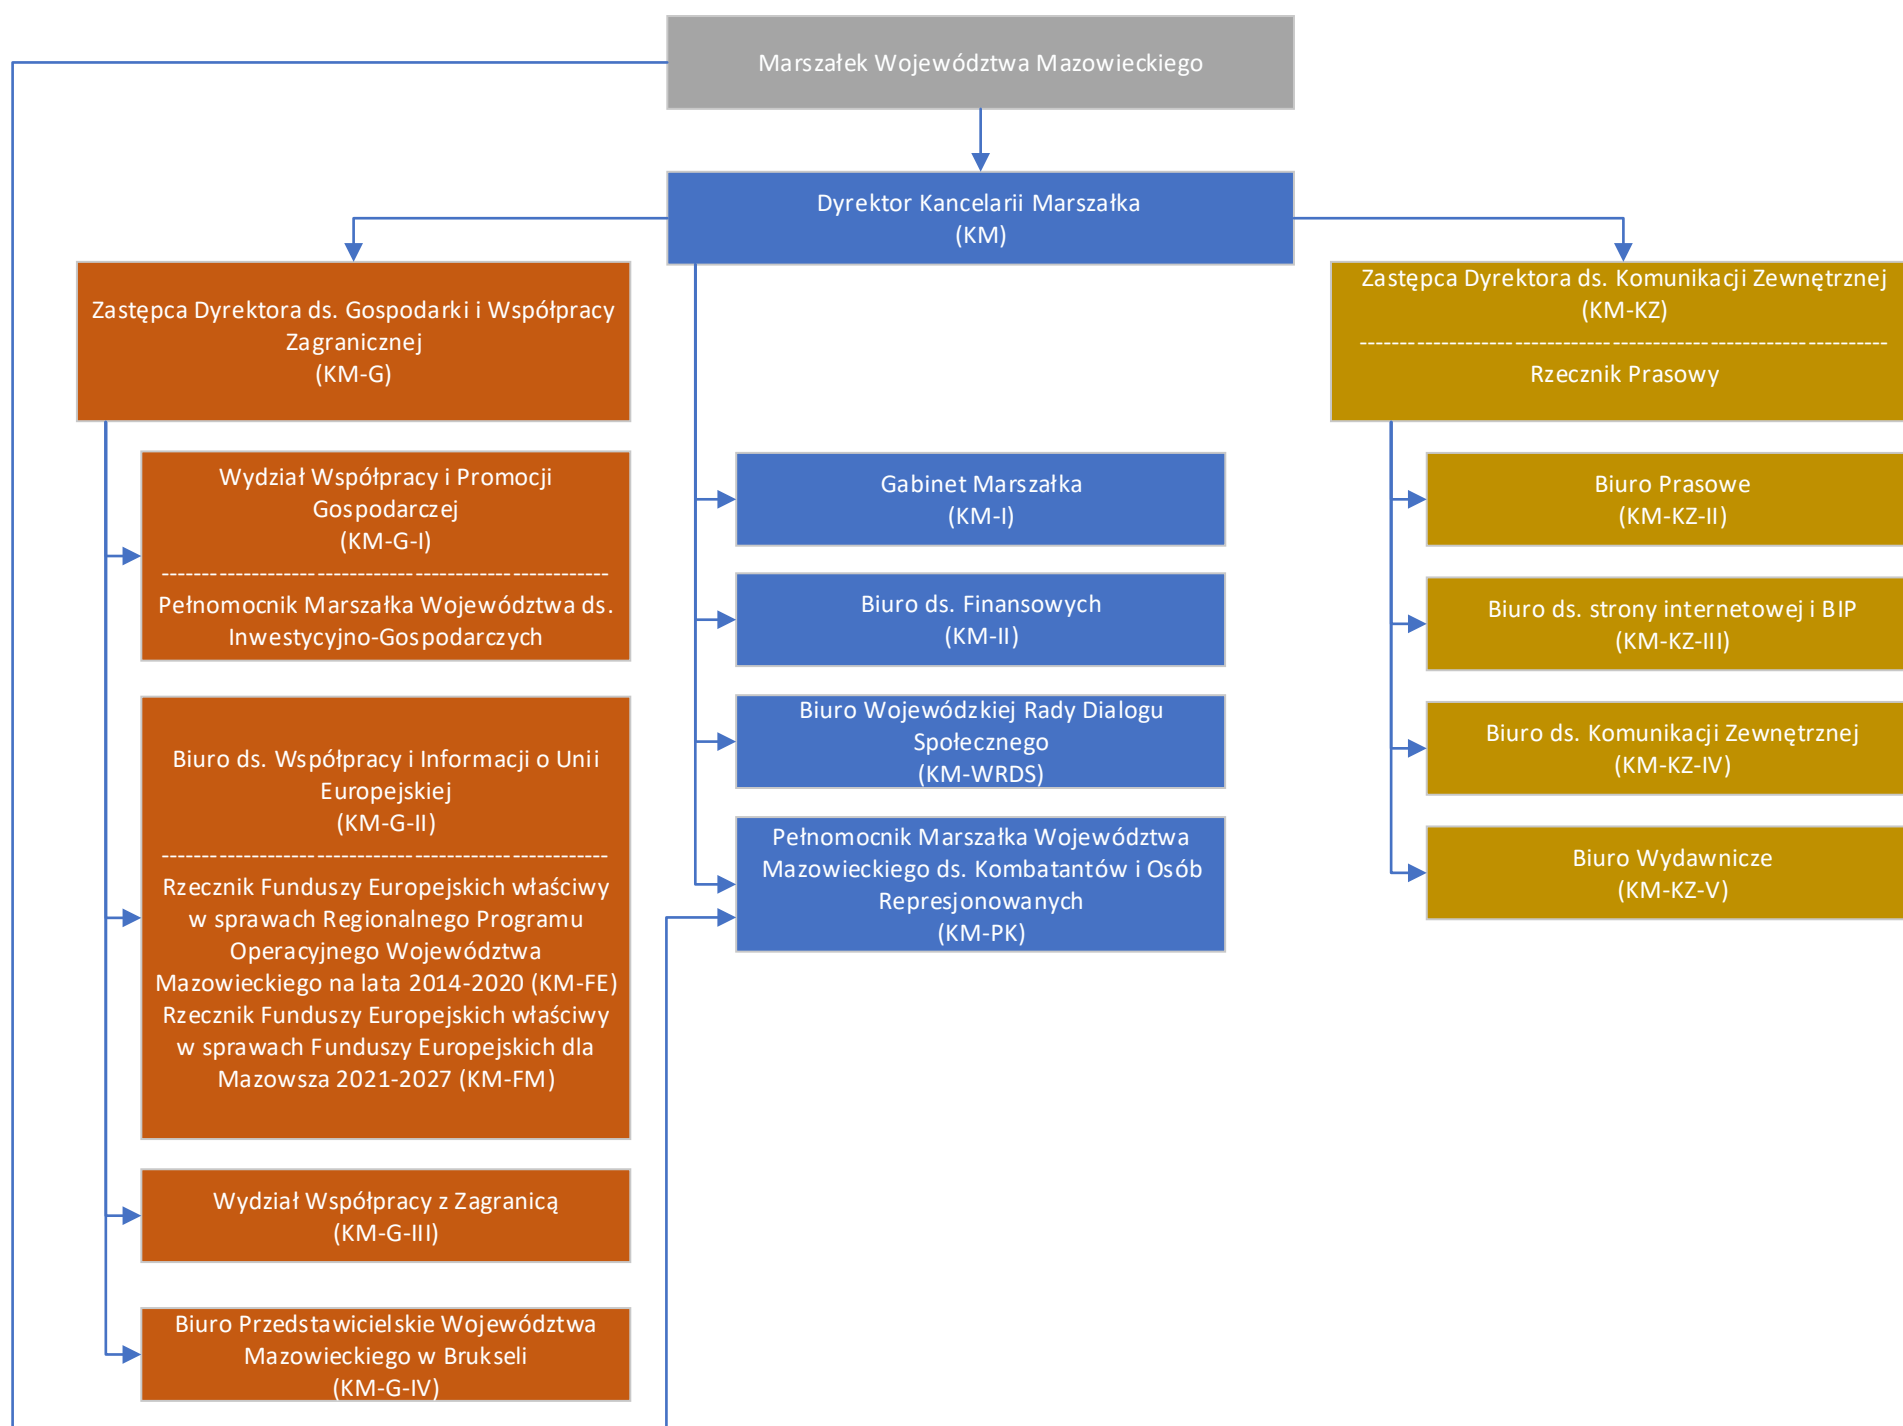 Marszałek Województwa Mazowieckiego
Dyrektor Kancelarii Marszałka
(KM)
Zastępca Dyrektora ds. Gospodarki i Współpracy
Zagranicznej
(KM-G)
Wydział Współpracy i Promocji
Gospodarczej
(KM-G-I)
------------------------------------------------------
Pełnomocnik Marszałka Województwa ds.
Inwestycyjno-Gospodarczych
Biuro ds. Współpracy i Informacji o Unii
Europejskiej
(KM-G-II)
------------------------------------------------------
Rzecznik Funduszy Europejskich właściwy
w sprawach Regionalnego Programu
Operacyjnego Województwa
Mazowieckiego na lata 2014-2020 (KM-FE)
Rzecznik Funduszy Europejskich właściwy
w sprawach Funduszy Europejskich dla
Mazowsza 2021-2027 (KM-FM)
Wydział Współpracy z Zagranicą
(KM-G-III)
Biuro Przedstawicielskie Województwa
Mazowieckiego w Brukseli
(KM-G-IV)
Gabinet Marszałka
(KM-I)
Biuro ds. Finansowych
(KM-II)
Biuro Wojewódzkiej Rady Dialogu
Społecznego
(KM-WRDS)
Pełnomocnik Marszałka Województwa
Mazowieckiego ds. Kombatantów i Osób
Represjonowanych
(KM-PK)
Zastępca Dyrektora ds. Komunikacji Zewnętrznej
(KM-KZ)
----------------------------------------------------------------
Rzecznik Prasowy
Biuro Prasowe
(KM-KZ-II)
Biuro ds. strony internetowej i BIP
(KM-KZ-III)
Biuro ds. Komunikacji Zewnętrznej
(KM-KZ-IV)
Biuro Wydawnicze
(KM-KZ-V)